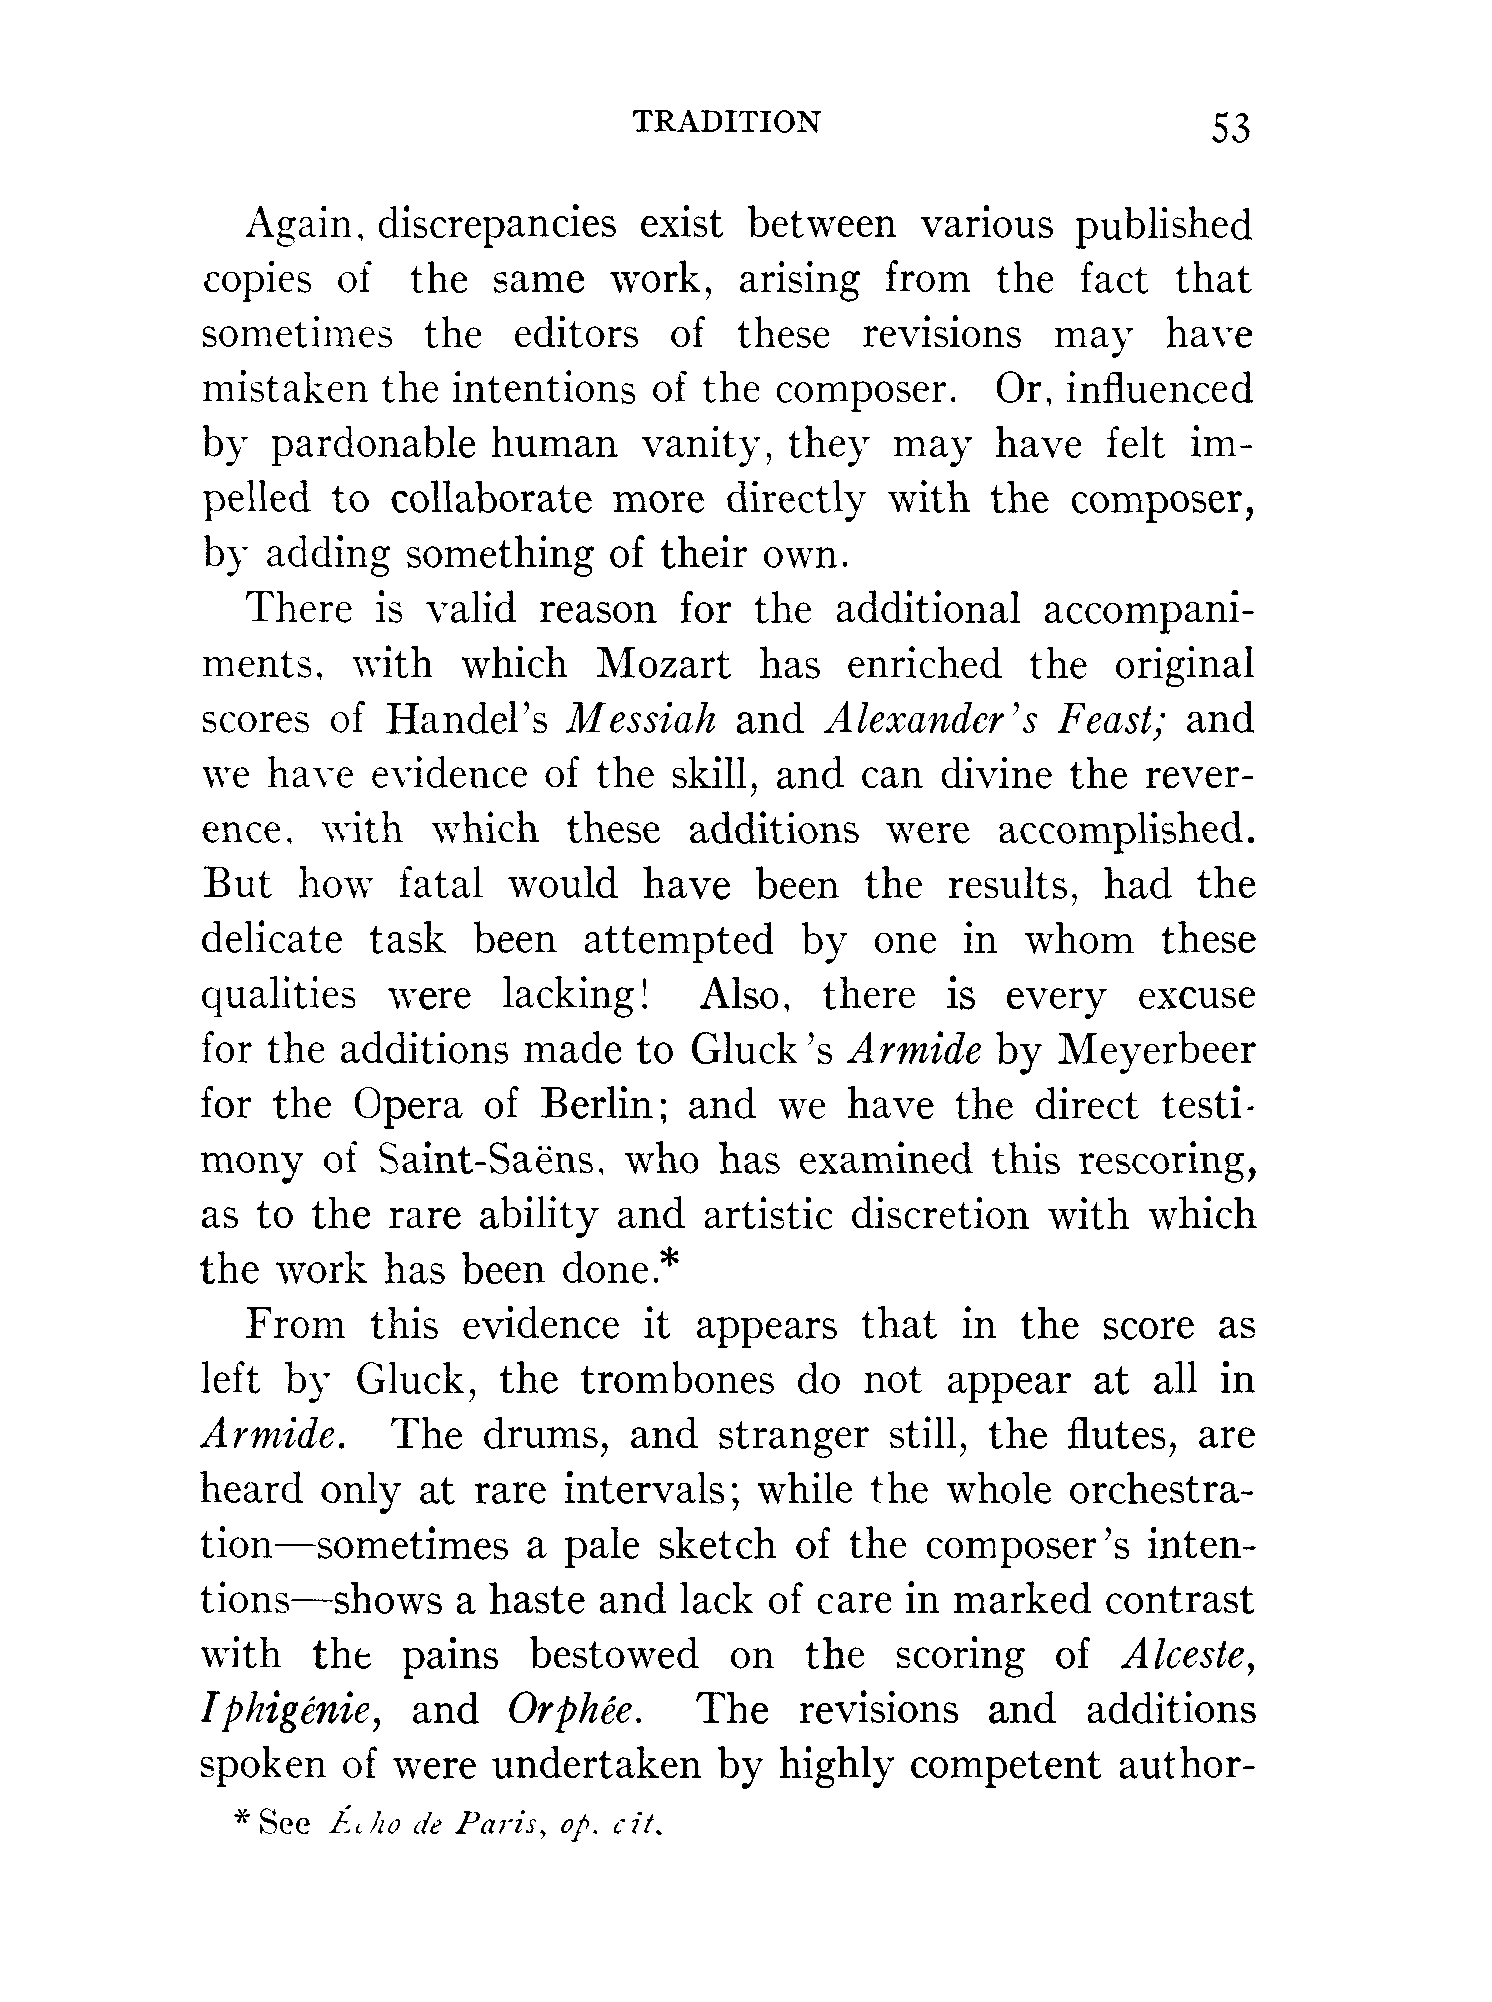 TRADITION 53
Again, discrepancies exist between various published
copies of the same work, arising from the fact that
sometimes the editors of these revisions may have
mistaken the intentions of the composer. Or, influenced
by pardonable human vanity, they may have felt im-
pelled to collaborate more directly with the composer,
by adding something of their own.
There is valid reason for the additional accompani-
ments, with which Mozart has enriched the original
scores of Handel's Messiah and Alexander's Feast; and
we have evidence of the skill, and can divine the rever-
ence, with which these additions were accomplished.
But how fatal would have been the results, had the
delicate task been attempted by one in whom these
qualities were lacking! Also, there is every excuse
for the additions made to Gluck's Armide by Meyerbeer
for the Opera of Berlin; and we have the direct testi-
mony of Saint-Saëns, who has examined this rescoring,
as to the rare ability and artistic discretion with which
the work has been done.*
From this evidence it appears that in the score as
left by Gluck, the trombones do not appear at all in
Armide. The drums, and stranger still, the flutes, are
heard only at rare intervals; while the whole orchestra-
tion—sometimes a pale sketch of the composer's inten-
tions—shows a haste and lack of care in marked contrast
with the pains bestowed on the scoring of Alceste,
Iphigénie, and Orphée. The revisions and additions
spoken of were undertaken by highly competent author-
* See Écho de Paris, op. cit.